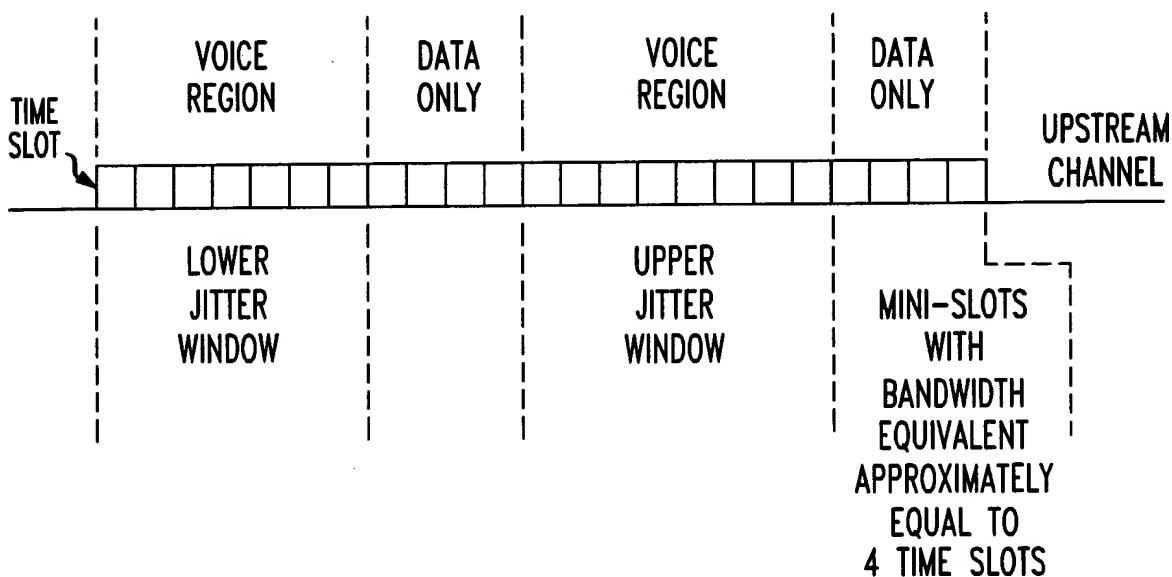 VOICE
REGION
DATA
ONLY
VOICE
REGION
DATA
ONLY
TIME
SLOT
UPSTREAM
CHANNEL
LOWER
JITTER
WINDOW
UPPER
JITTER
WINDOW
MINI-SLOTS
WITH
BANDWIDTH
EQUIVALENT
APPROXIMATELY
EQUAL TO
4 TIME SLOTS